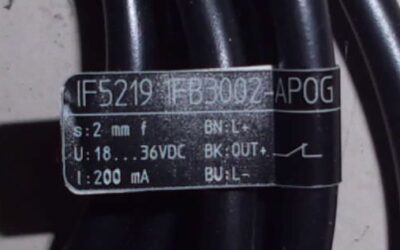 IF5219 IFB3002-APOG
s:2 mm f BN:L+
U:18...36VDC BK:OUT+
I:200 mA BU:L-